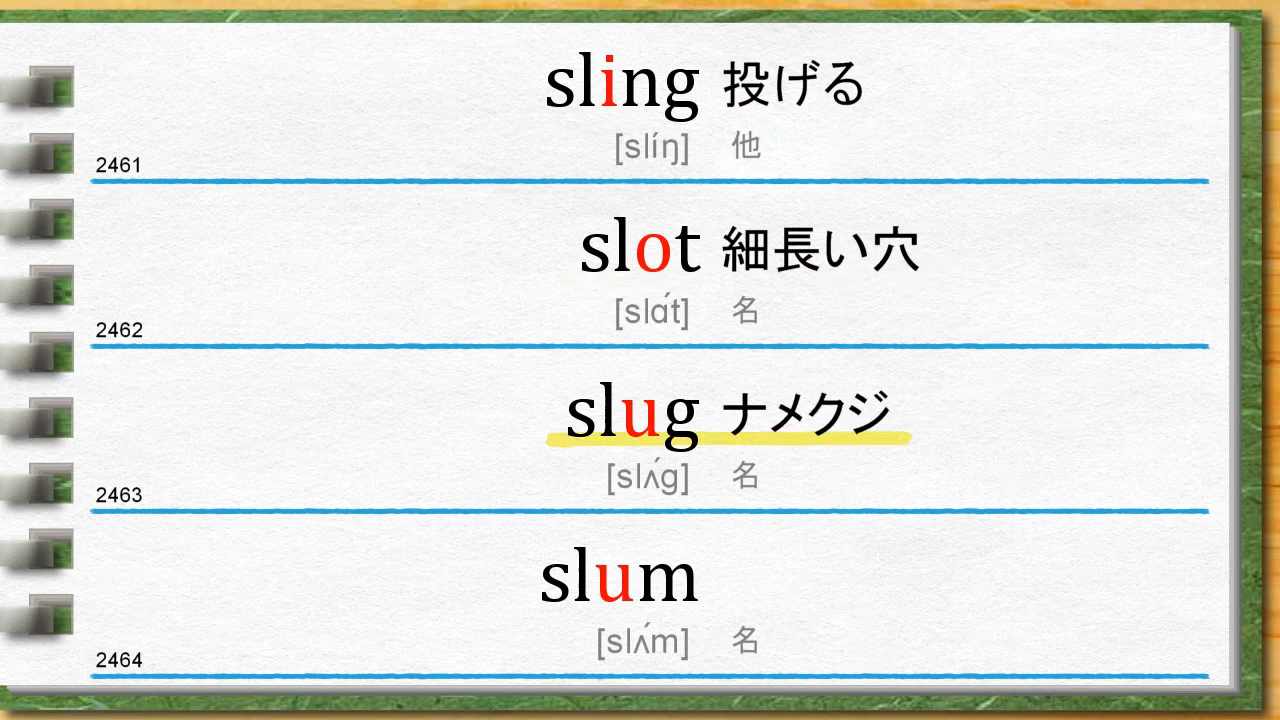 sling 投げる
[slíŋ] 他
2461
slot 細長い穴
[slɑ́t] 名
2462
slug ナメクジ
[slʌ́g] 名
2463
slum
[slʌ́m] 名
2464